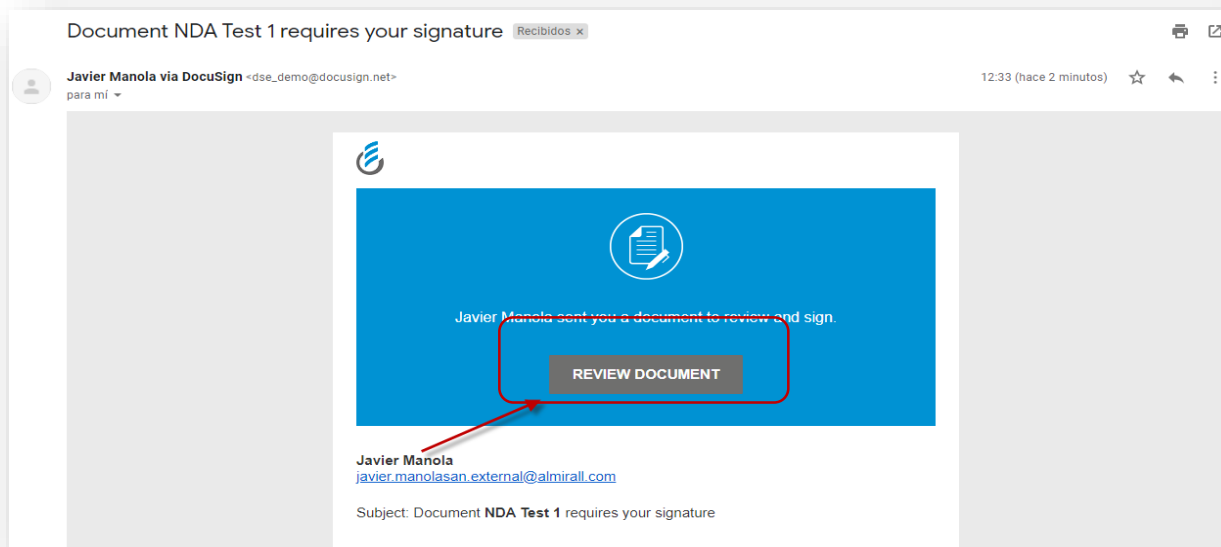 Document NDA Test 1 requires your signature Recibidos x
Javier Manola via DocuSign <dse_demo@docusign.net> 12:33 (hace 2 minutos)
para mí
Javier Manola sent you a document to review and sign.
REVIEW DOCUMENT
Javier Manola
javier.manolasan.external@almirall.com
Subject: Document NDA Test 1 requires your signature